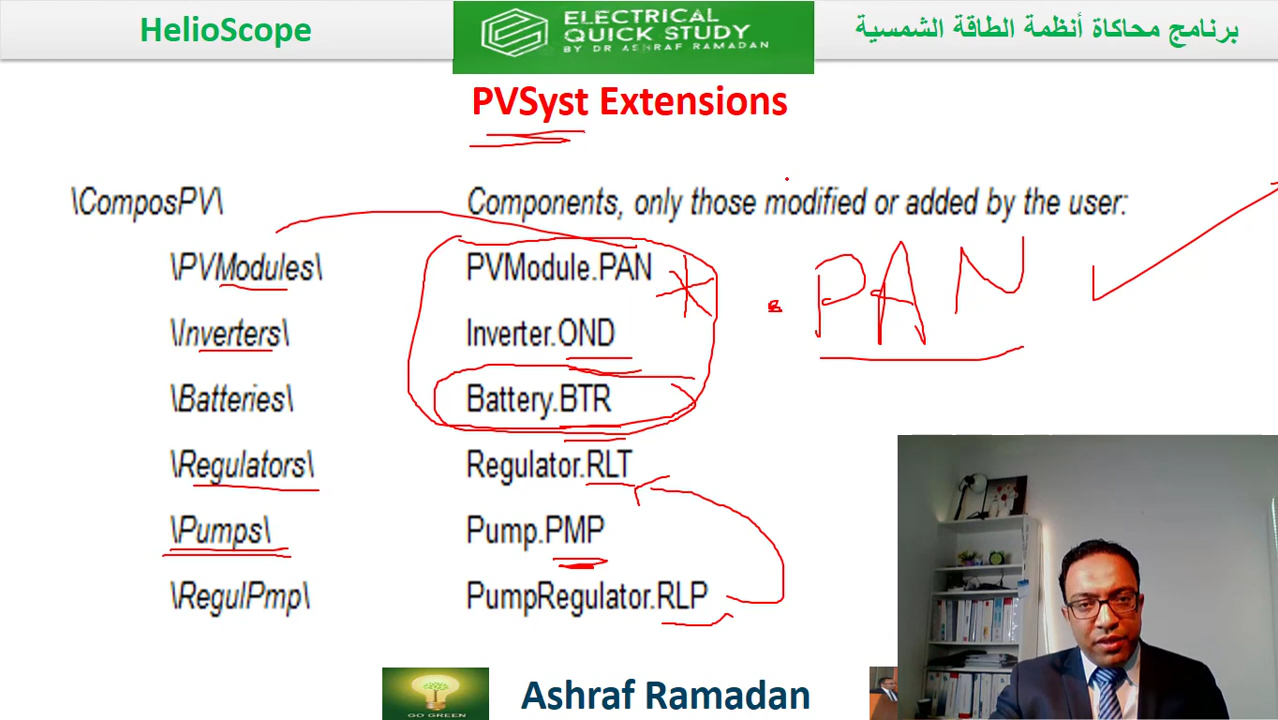 HelioScope
ELECTRICAL
QUICK STUDY
BY DR ASHRAF RAMADAN
برنامج محاكاة أنظمة الطاقة الشمسية
PVSyst Extensions
\ComposPV\ Components, only those modified or added by the user:
\PVModules\ PVModule.PAN
\Inverters\ Inverter.OND
\Batteries\ Battery.BTR
\Regulators\ Regulator.RLT
\Pumps\ Pump.PMP
\RegulPmp\ PumpRegulator.RLP
.PAN
GO GREEN
Ashraf Ramadan